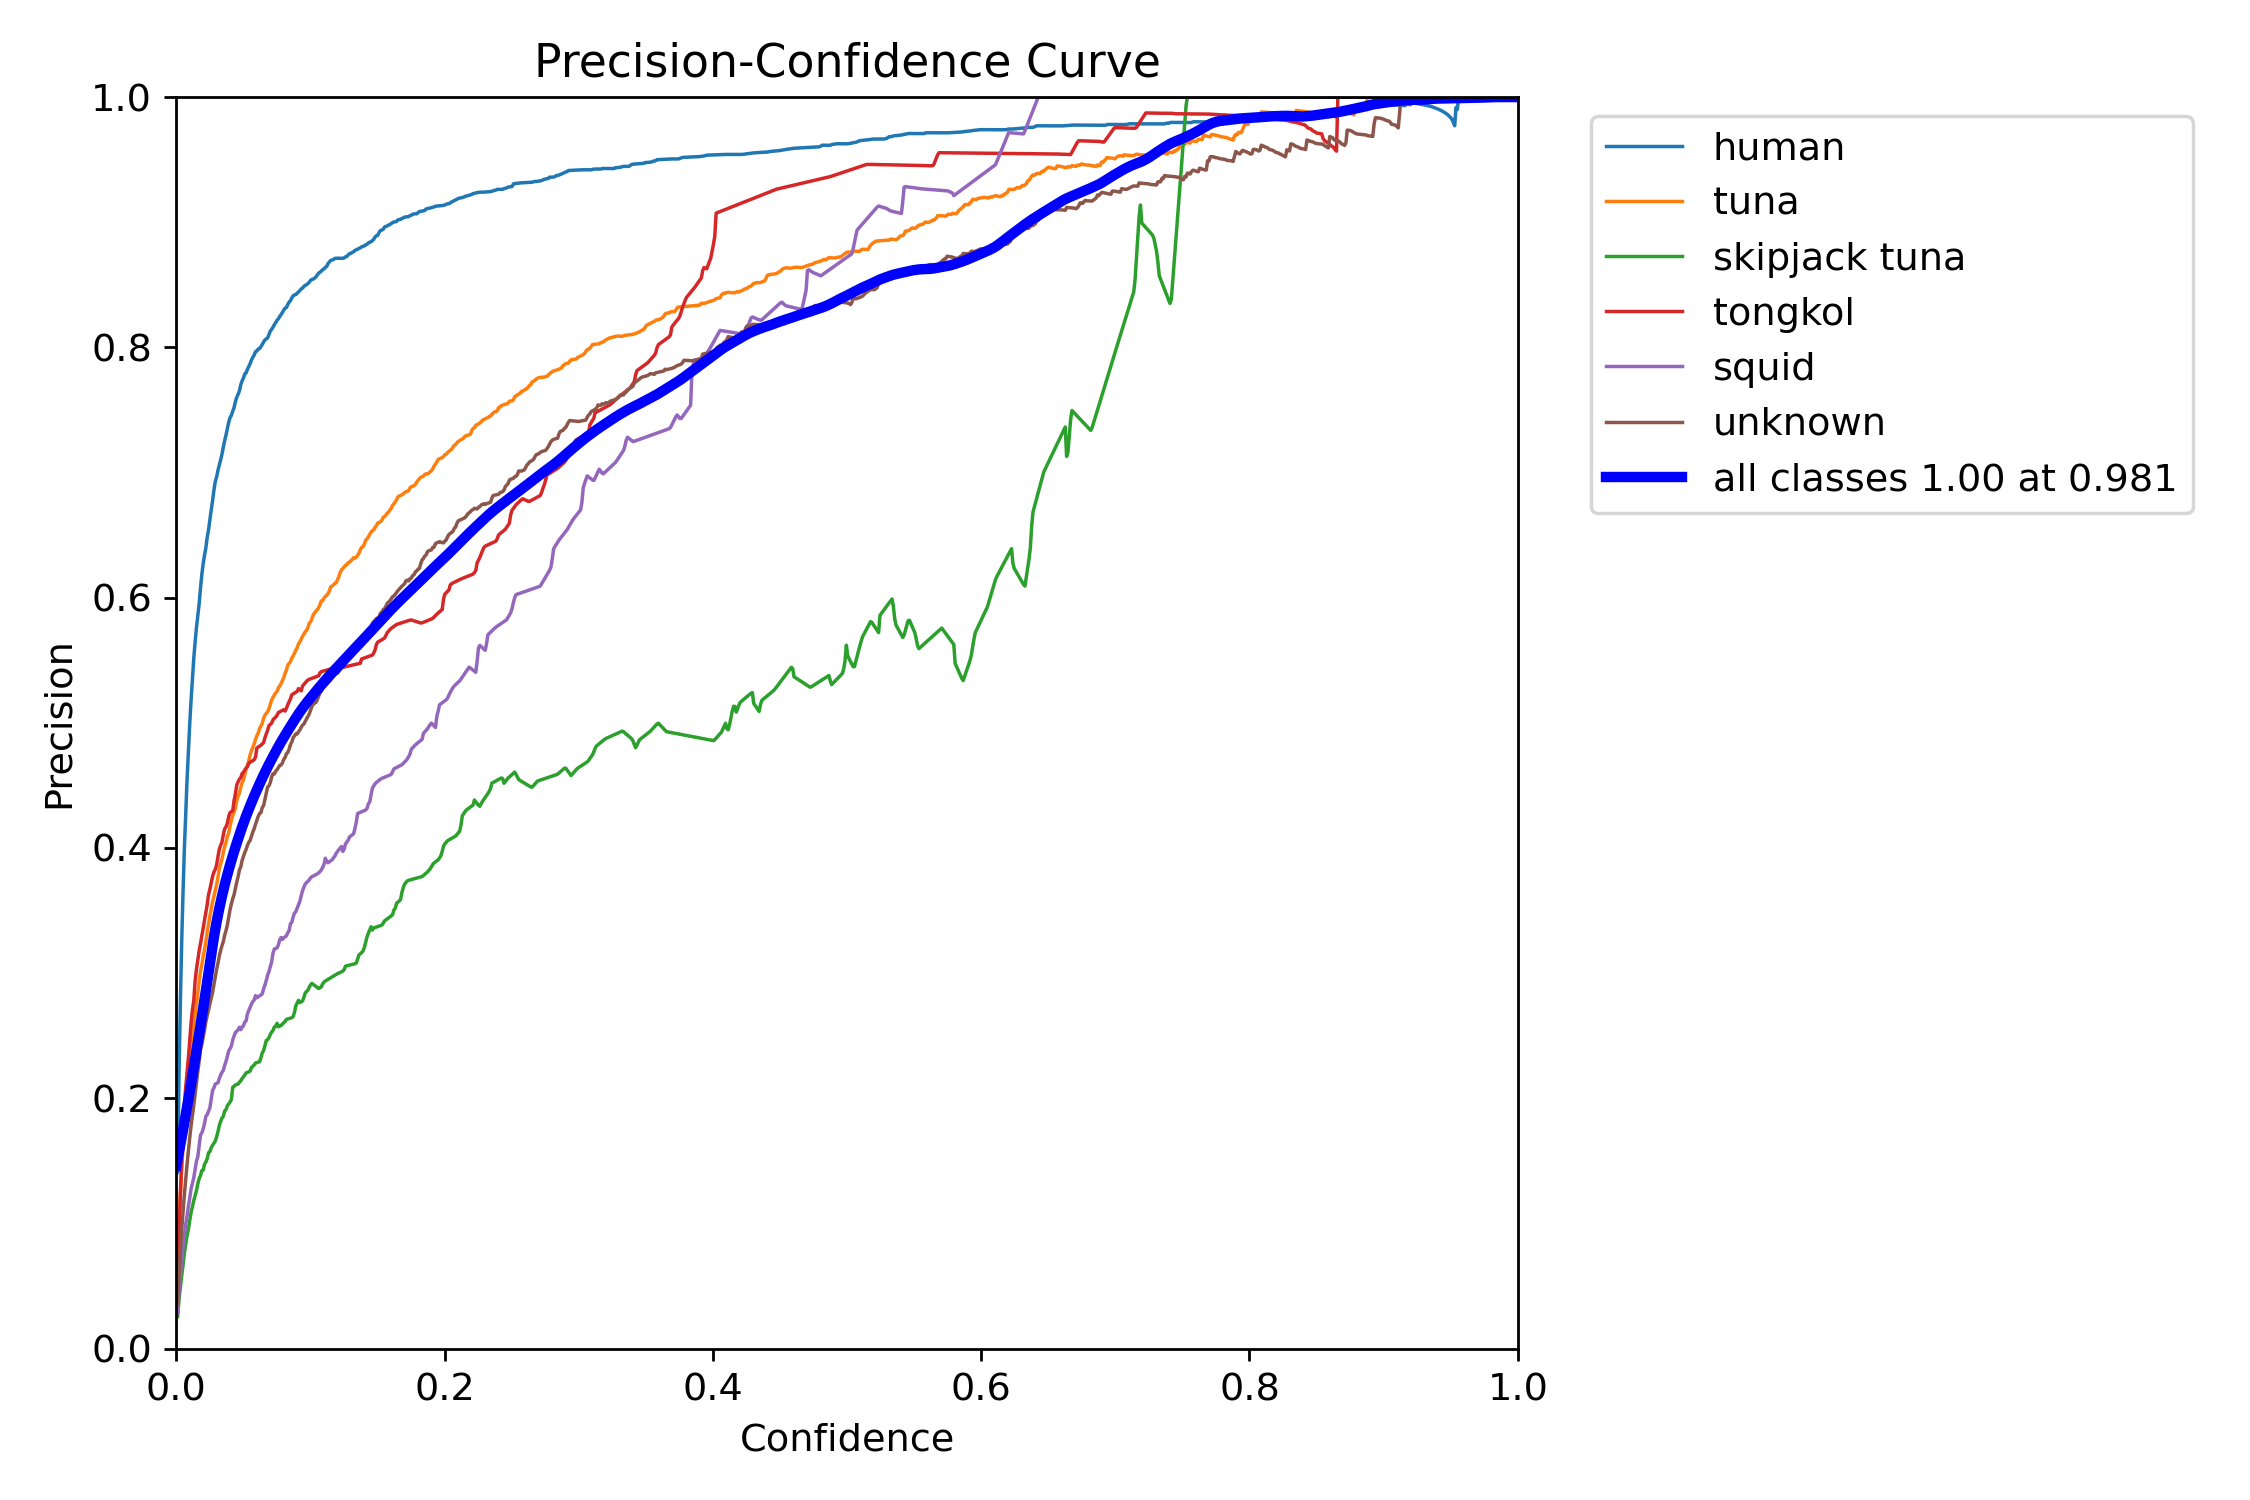 Precision-Confidence Curve
1.0
0.8
0.6
0.4
0.2
0.0
Precision
0.0 0.2 0.4 0.6 0.8 1.0
Confidence
human
tuna
skipjack tuna
tongkol
squid
unknown
all classes 1.00 at 0.981